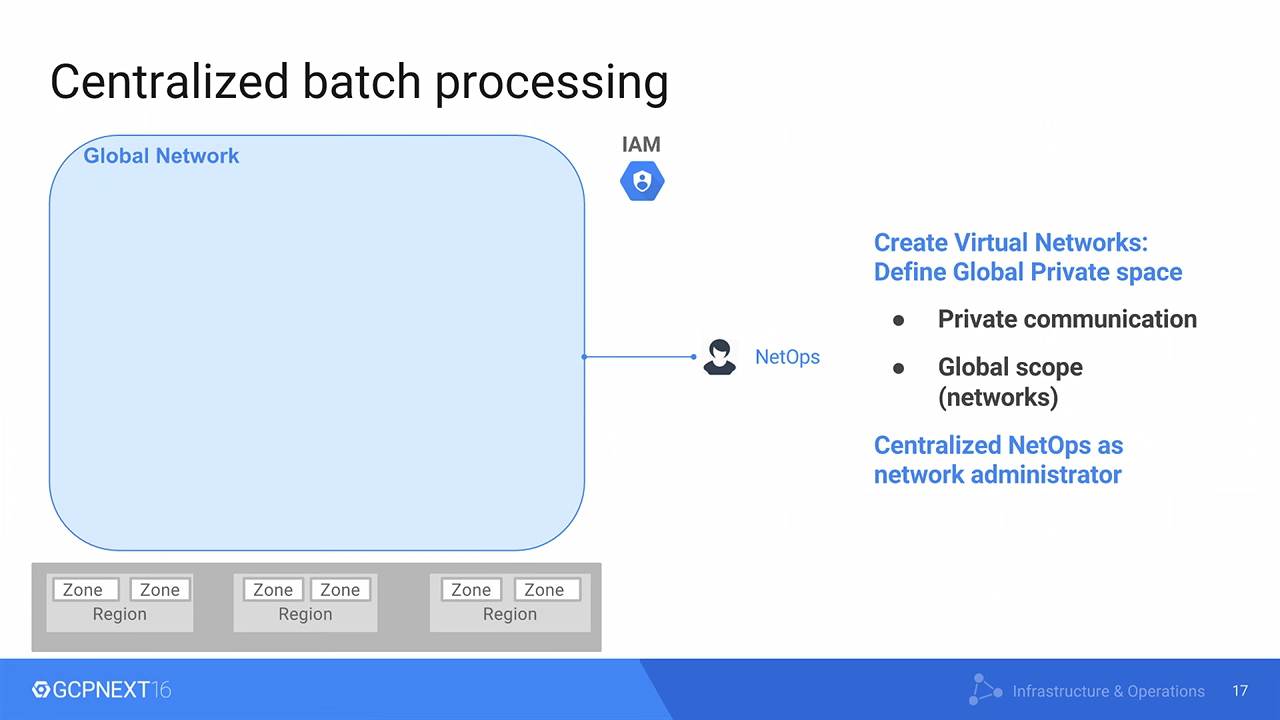 Centralized batch processing
Global Network
IAM
NetOps
Create Virtual Networks:
Define Global Private space
● Private communication
● Global scope
(networks)
Centralized NetOps as
network administrator
Zone Zone
Region
Zone Zone
Region
Zone Zone
Region
GCPNEXT16
Infrastructure & Operations 17